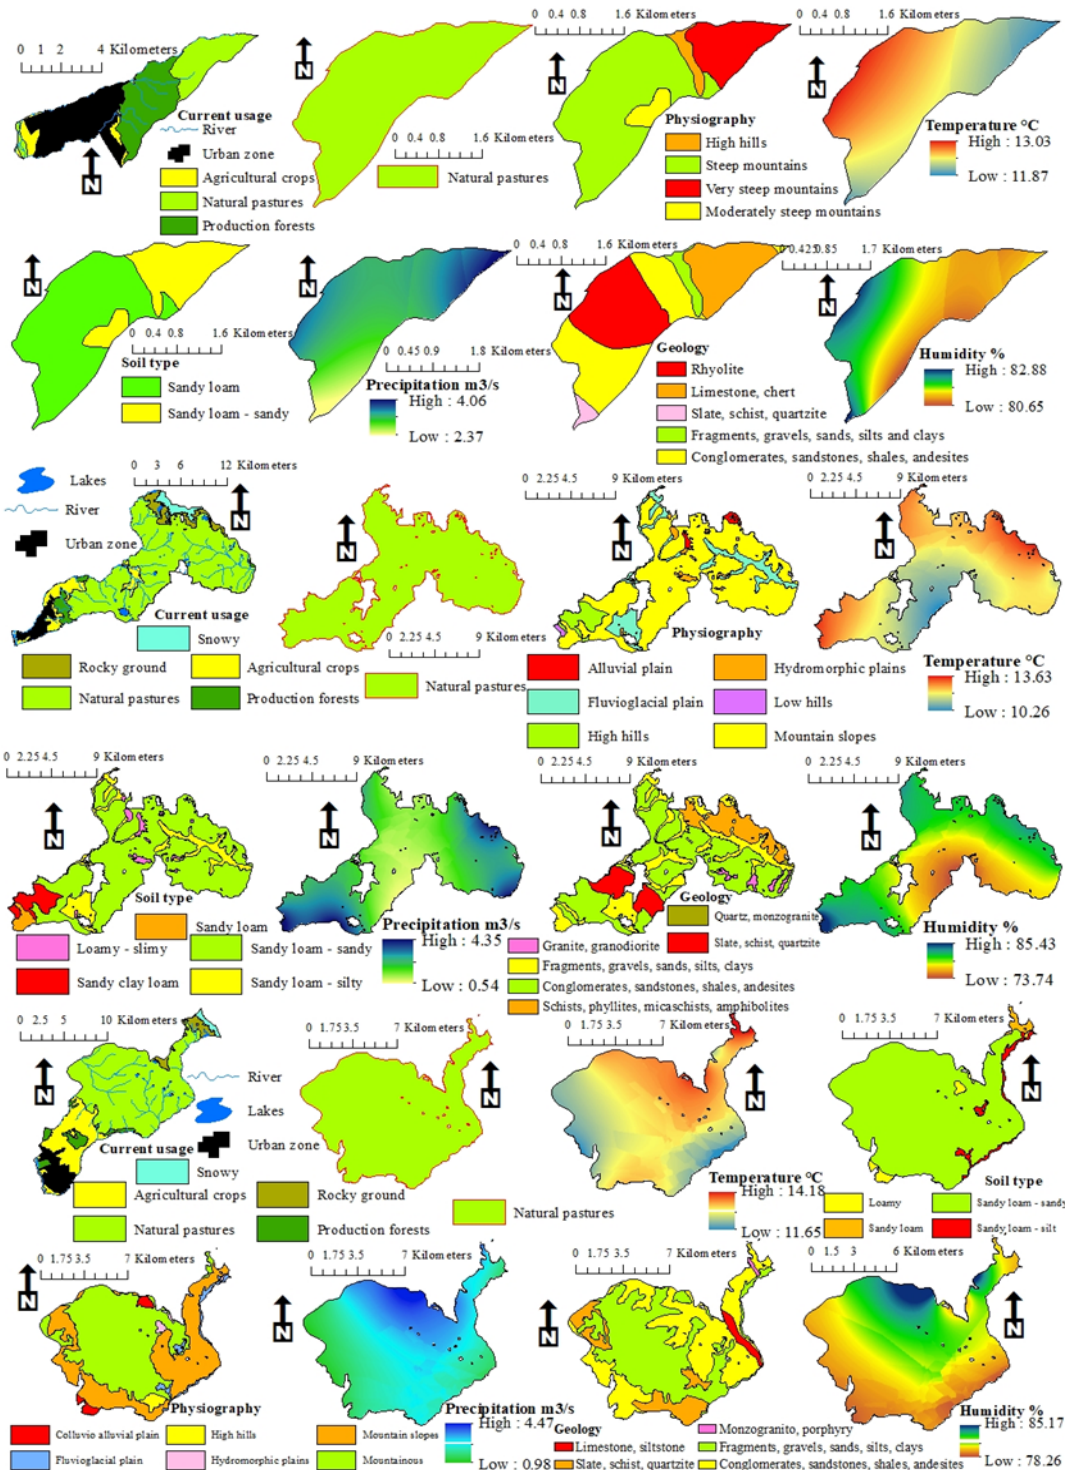 0 1 2 4 Kilometers
N
Current usage
River
Urban zone
Agricultural crops
Natural pastures
Production forests
N
0 0.4 0.8 1.6 Kilometers
Natural pastures
0 0.4 0.8 1.6 Kilometers
N
Physiography
High hills
Steep mountains
Very steep mountains
Moderately steep mountains
0 0.4 0.8 1.6 Kilometers
N
Temperature °C
High : 13.03
Low : 11.87
N
0 0.4 0.8 1.6 Kilometers
Soil type
Sandy loam
Sandy loam - sandy
N
0 0.45 0.9 1.8 Kilometers
Precipitation m3/s
High : 4.06
Low : 2.37
0 0.4 0.8 1.6 Kilometers
N
Geology
Rhyolite
Limestone, chert
Slate, schist, quartzite
Fragments, gravels, sands, silts and clays
Conglomerates, sandstones, shales, andesites
0 0.425 0.85 1.7 Kilometers
N
Humidity %
High : 82.88
Low : 80.65
Lakes
River
Urban zone
0 3 6 12 Kilometers
N
Current usage
Snowy
Rocky ground
Agricultural crops
Natural pastures
Production forests
N
0 2.25 4.5 9 Kilometers
Natural pastures
0 2.25 4.5 9 Kilometers
N
Physiography
Alluvial plain
Hydromorphic plains
Fluvioglacial plain
Low hills
High hills
Mountain slopes
0 2.25 4.5 9 Kilometers
N
Temperature °C
High : 13.63
Low : 10.26
0 2.25 4.5 9 Kilometers
N
Soil type
Sandy loam
Loamy - slimy
Sandy loam - sandy
Sandy clay loam
Sandy loam - silty
0 2.25 4.5 9 Kilometers
N
Precipitation m3/s
High : 4.35
Low : 0.54
0 2.25 4.5 9 Kilometers
N
Geology
Quartz, monzogranite
Granite, granodiorite
Slate, schist, quartzite
Fragments, gravels, sands, silts, clays
Conglomerates, sandstones, shales, andesites
Schists, phyllites, micaschists, amphibolites
0 2.25 4.5 9 Kilometers
N
Humidity %
High : 85.43
Low : 73.74
0 2.5 5 10 Kilometers
N
River
Lakes
Urban zone
Current usage
Snowy
Agricultural crops
Rocky ground
Natural pastures
Production forests
0 1.75 3.5 7 Kilometers
N
Natural pastures
0 1.75 3.5 7 Kilometers
N
Temperature °C
High : 14.18
Low : 11.65
0 1.75 3.5 7 Kilometers
N
Soil type
Loamy
Sandy loam - sandy
Sandy loam
Sandy loam - silt
0 1.75 3.5 7 Kilometers
N
Physiography
Colluvio alluvial plain
High hills
Mountain slopes
Fluvioglacial plain
Hydromorphic plains
Mountainous
0 1.75 3.5 7 Kilometers
N
Precipitation m3/s
High : 4.47
Low : 0.98
0 1.75 3.5 7 Kilometers
N
Geology
Monzogranito, porphyry
Limestone, siltstone
Fragments, gravels, sands, silts, clays
Slate, schist, quartzite
Conglomerates, sandstones, shales, andesites
0 1.5 3 6 Kilometers
N
Humidity %
High : 85.17
Low : 78.26